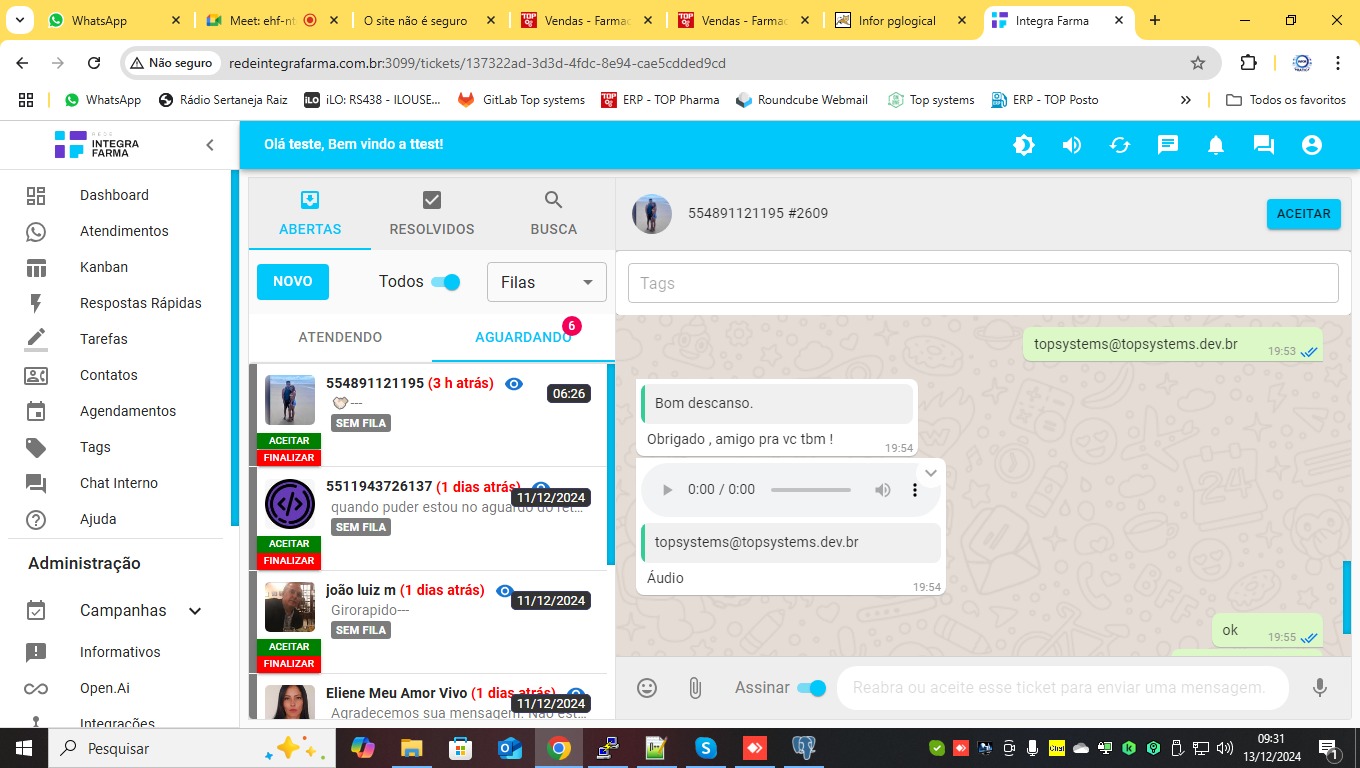 WhatsApp
Meet: ehf-nt
O site não é seguro
Vendas - Farmac
Vendas - Farmac
Infor pglogical
Integra Farma
Não seguro
redeintegrafarma.com.br:3099/tickets/137322ad-3d3d-4fdc-8e94-cae5cdded9cd
WhatsApp
Rádio Sertaneja Raiz
iLO: RS438 - ILOUSE...
GitLab Top systems
ERP - TOP Pharma
Roundcube Webmail
Top systems
ERP - TOP Posto
Todos os favoritos
REDE
INTEGRA
FARMA
Olá teste, Bem vindo a ttest!
Dashboard
Atendimentos
Kanban
Respostas Rápidas
Tarefas
Contatos
Agendamentos
Tags
Chat Interno
Ajuda
Administração
Campanhas
Informativos
Open.Ai
Integrações
ABERTAS
RESOLVIDOS
BUSCA
NOVO
Todos
Filas
ATENDENDO
AGUARDANDO
6
554891121195 (3 h atrás)
06:26
---
SEM FILA
ACEITAR
FINALIZAR
5511943726137 (1 dias atrás)
11/12/2024
quando puder estou no aguardo do ret...
SEM FILA
ACEITAR
FINALIZAR
joão luiz m (1 dias atrás)
11/12/2024
Girorapido---
SEM FILA
ACEITAR
FINALIZAR
Eliene Meu Amor Vivo (1 dias atrás)
11/12/2024
Agradecemos sua mensagem. Não est...
554891121195 #2609
ACEITAR
Tags
topsystems@topsystems.dev.br
19:53
Bom descanso.
Obrigado , amigo pra vc tbm !
19:54
0:00 / 0:00
topsystems@topsystems.dev.br
Áudio
19:54
ok
19:55
Assinar
Reabra ou aceite esse ticket para enviar uma mensagem.
Pesquisar
09:31
13/12/2024
1